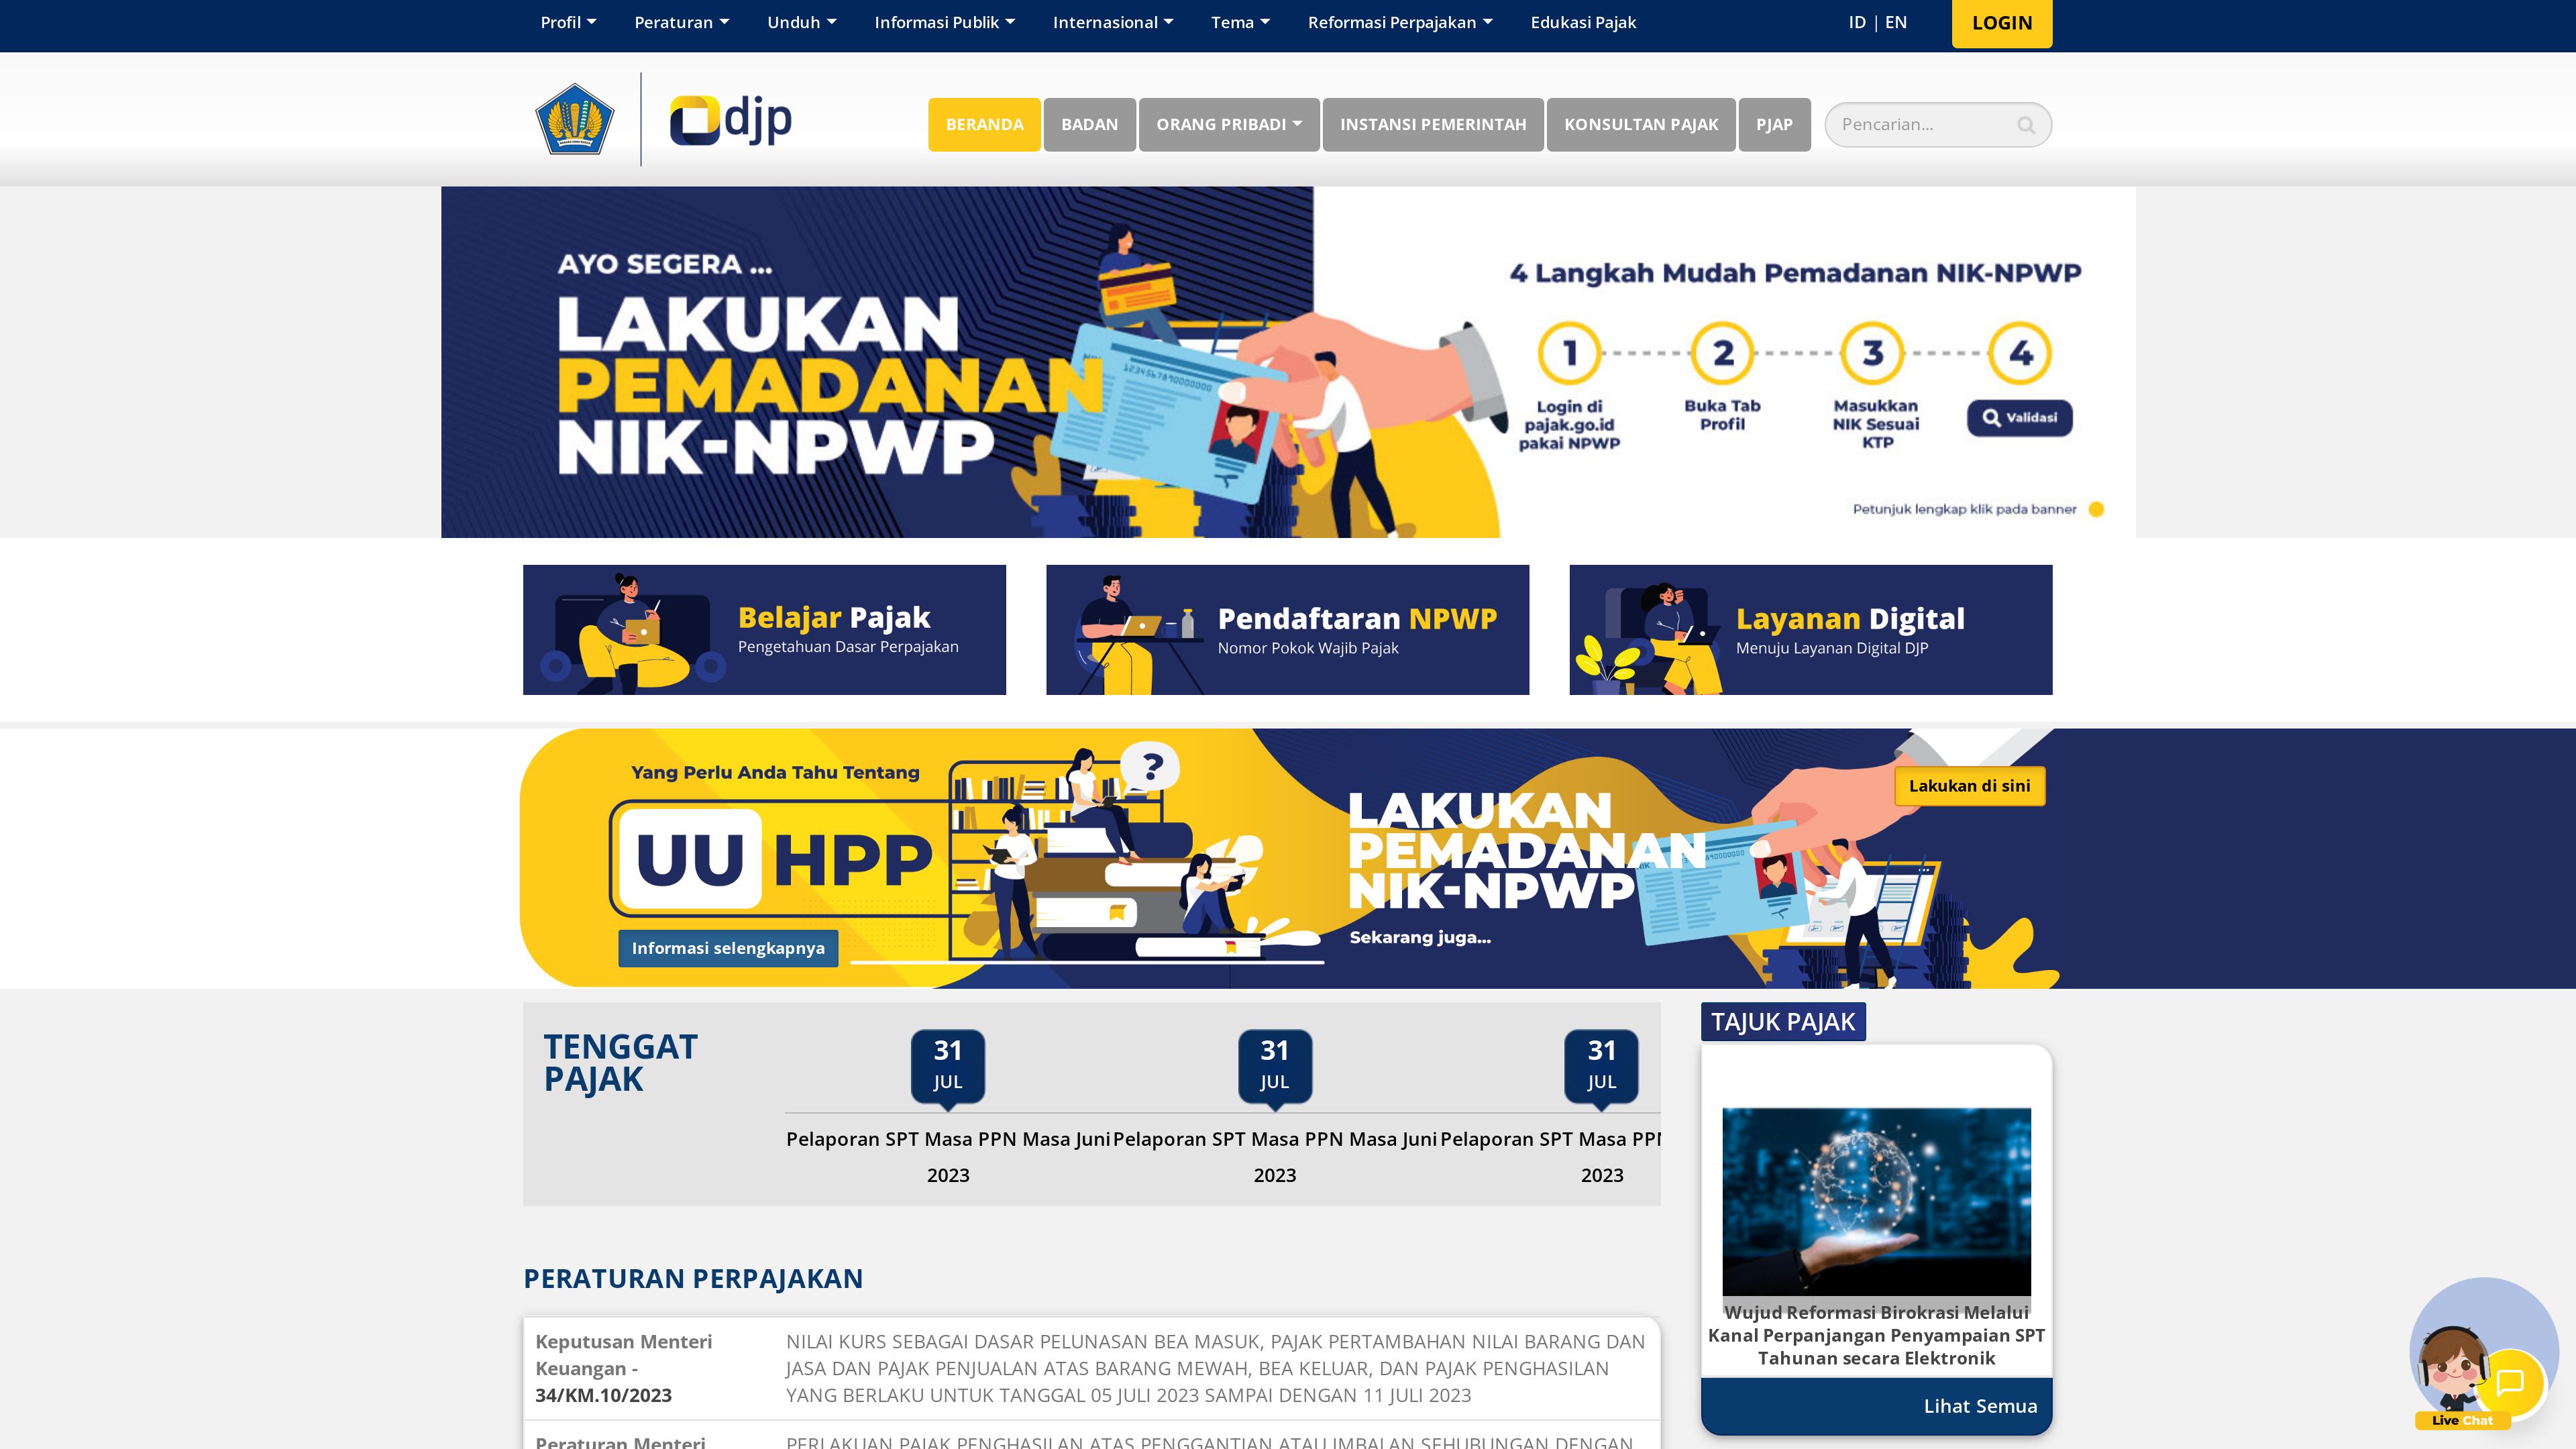 Profil
Peraturan
Unduh
Informasi Publik
Internasional
Tema
Reformasi Perpajakan
Edukasi Pajak
ID | EN
LOGIN
djp
BERANDA
BADAN
ORANG PRIBADI
INSTANSI PEMERINTAH
KONSULTAN PAJAK
PJAP
Pencarian...
AYO SEGERA ...
LAKUKAN
PEMADANAN
NIK-NPWP
4 Langkah Mudah Pemadanan NIK-NPWP
1
2
3
4
Login di
pajak.go.id
pakai NPWP
Buka Tab
Profil
Masukkan
NIK Sesuai
KTP
Validasi
Petunjuk lengkap klik pada banner
Belajar Pajak
Pengetahuan Dasar Perpajakan
Pendaftaran NPWP
Nomor Pokok Wajib Pajak
Layanan Digital
Menuju Layanan Digital DJP
Yang Perlu Anda Tahu Tentang
UU HPP
?
Informasi selengkapnya
LAKUKAN
PEMADANAN
NIK-NPWP
Sekarang juga...
Lakukan di sini
TENGGAT
PAJAK
31
JUL
Pelaporan SPT Masa PPN Masa Juni
2023
31
JUL
Pelaporan SPT Masa PPN Masa Juni
2023
31
JUL
Pelaporan SPT Masa PPN
2023
TAJUK PAJAK
Wujud Reformasi Birokrasi Melalui
Kanal Perpanjangan Penyampaian SPT
Tahunan secara Elektronik
Lihat Semua
PERATURAN PERPAJAKAN
Keputusan Menteri
Keuangan -
34/KM.10/2023
NILAI KURS SEBAGAI DASAR PELUNASAN BEA MASUK, PAJAK PERTAMBAHAN NILAI BARANG DAN
JASA DAN PAJAK PENJUALAN ATAS BARANG MEWAH, BEA KELUAR, DAN PAJAK PENGHASILAN
YANG BERLAKU UNTUK TANGGAL 05 JULI 2023 SAMPAI DENGAN 11 JULI 2023
Peraturan Menteri
PERLAKUAN PAJAK PENGHASILAN ATAS PENGGANTIAN ATAU IMBALAN SEHUBUNGAN DENGAN
Live Chat